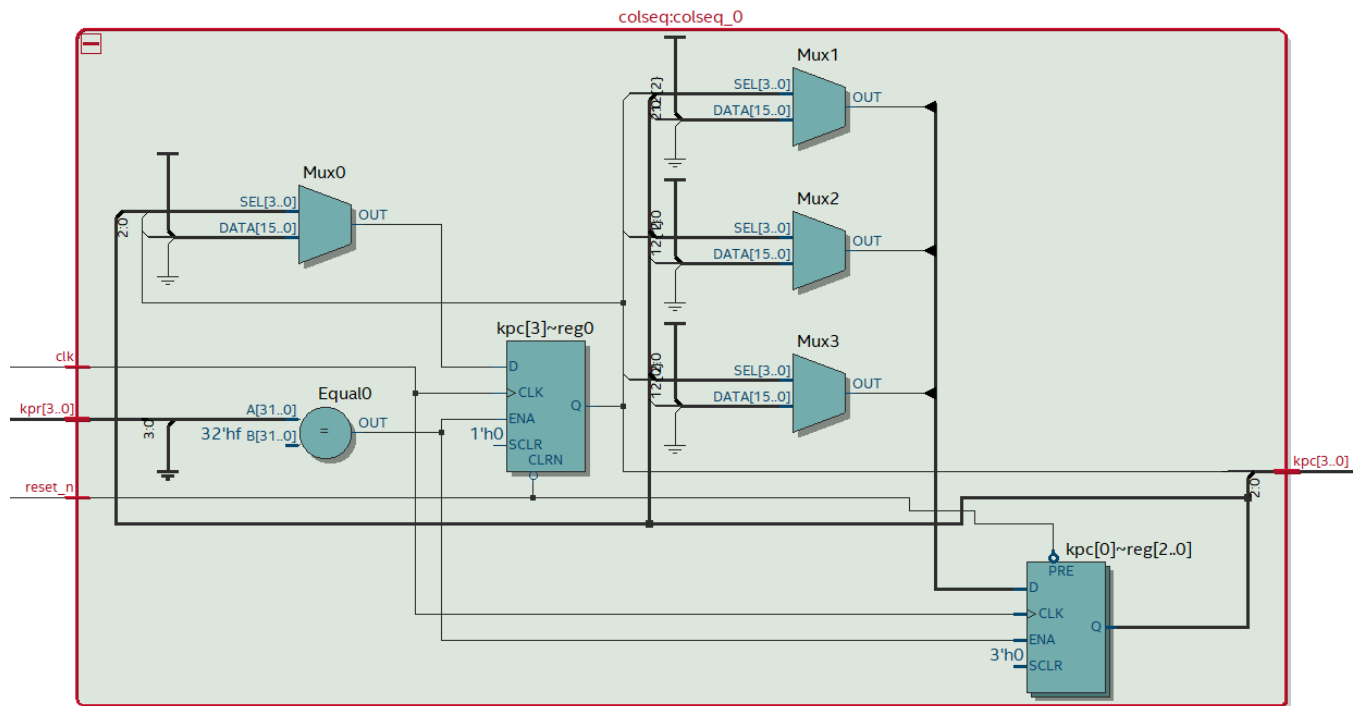 colseq:colseq_0
Mux1
SEL[3..0]
OUT
DATA[15..0]
Mux0
SEL[3..0]
OUT
DATA[15..0]
2:0
Mux2
SEL[3..0]
OUT
DATA[15..0]
kpc[3]~reg0
D
CLK
ENA
Q
1'h0
SCLR
CLRN
Mux3
SEL[3..0]
OUT
DATA[15..0]
clk
Equal0
kpr[3..0]
3:0
A[31..0]
OUT
32'hf
B[31..0]
=
reset_n
kpc[3..0]
2:0
kpc[0]~reg[2..0]
PRE
D
CLK
Q
ENA
3'h0
SCLR